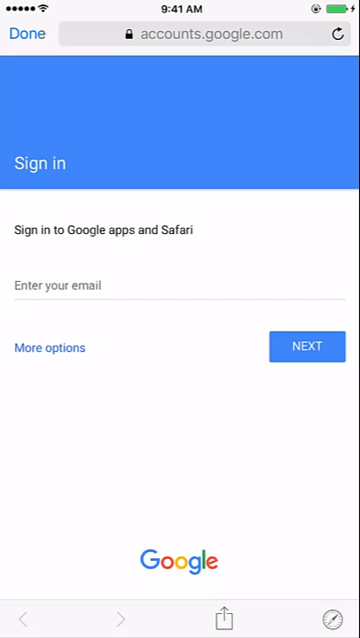 9:41 AM
Done
accounts.google.com
Sign in
Sign in to Google apps and Safari
Enter your email
More options
NEXT
Google